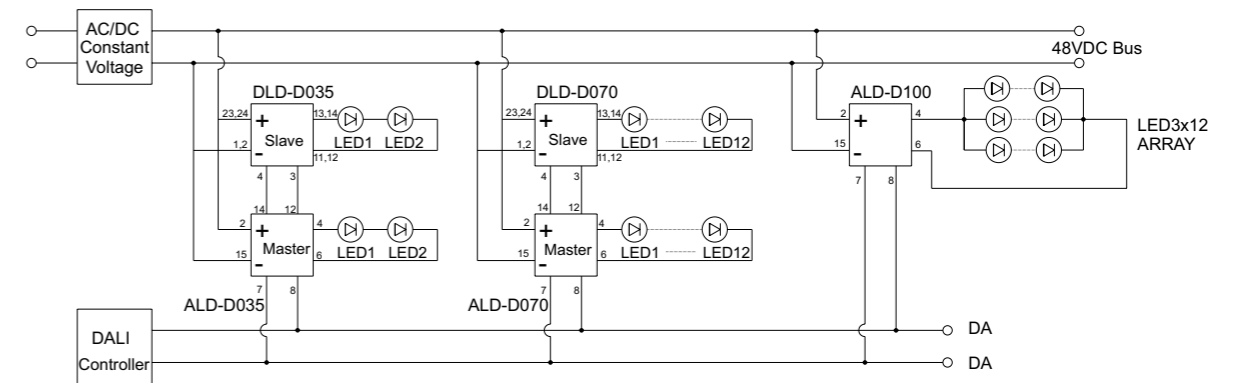 AC/DC
Constant
Voltage
48VDC Bus
DLD-D035
DLD-D070
ALD-D100
23,24
+
Slave
1,2
-
13,14
11,12
LED1
LED2
4
3
23,24
+
Slave
1,2
-
13,14
11,12
LED1
LED12
4
3
2
15
4
6
7
8
LED3x12
ARRAY
14
12
2
+
Master
15
-
4
6
LED1
LED2
7
8
ALD-D035
14
12
2
+
Master
15
-
4
6
LED1
LED12
7
8
ALD-D070
DALI
Controller
DA
DA